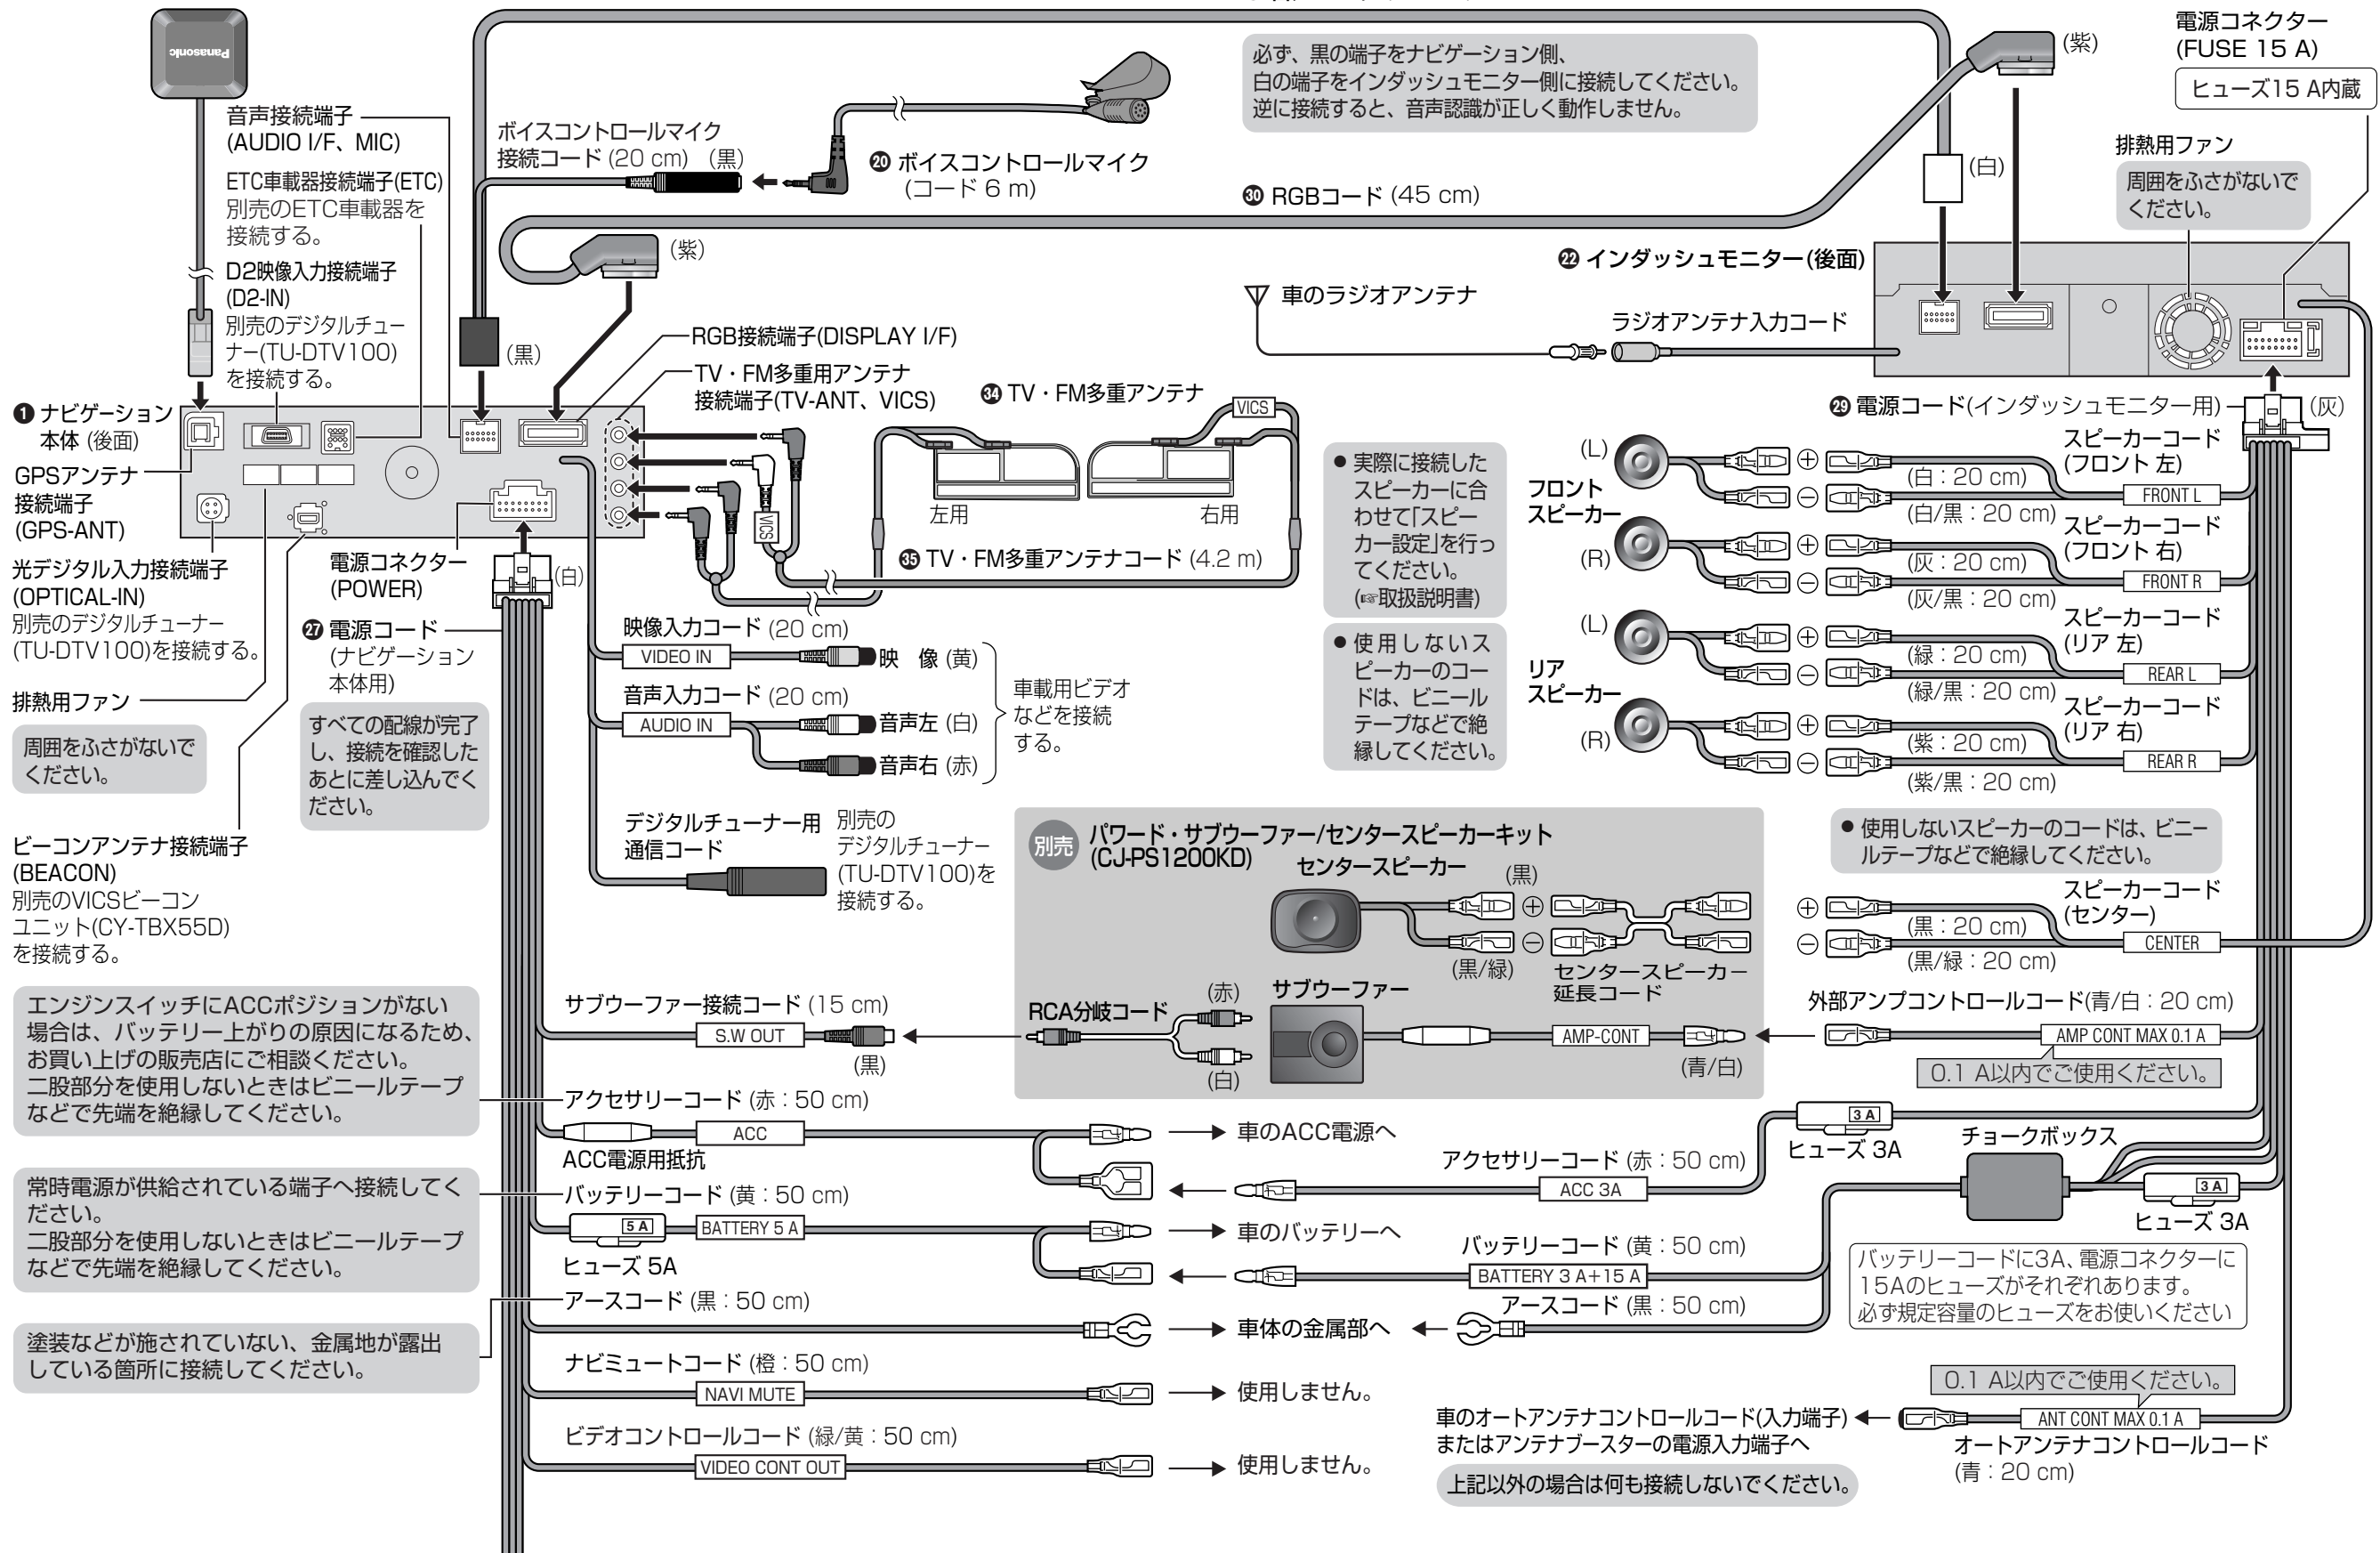 Panasonic
音声接続端子
(AUDIO I/F、MIC)
ETC車載器接続端子(ETC)
別売のETC車載器を
接続する。
D2映像入力接続端子
(D2-IN)
別売のデジタルチュー
ナー(TU-DTV100)
を接続する。
❶ ナビゲーション
本体 (後面)
GPSアンテナ
接続端子
(GPS-ANT)
光デジタル入力接続端子
(OPTICAL-IN)
別売のデジタルチューナー
(TU-DTV100)を接続する。
排熱用ファン
周囲をふさがないで
ください。
ビーコンアンテナ接続端子
(BEACON)
別売のVICSビーコン
ユニット(CY-TBX55D)
を接続する。
ボイスコントロールマイク
接続コード (20 cm) (黒)
⓴ ボイスコントロールマイク
(コード 6 m)
必ず、黒の端子をナビゲーション側、
白の端子をインダッシュモニター側に接続してください。
逆に接続すると、音声認識が正しく動作しません。
㉚ RGBコード (45 cm)
(紫)
(紫)
(白)
(黒)
電源コネクター
(FUSE 15 A)
ヒューズ15 A内蔵
排熱用ファン
周囲をふさがないで
ください。
㉒ インダッシュモニター(後面)
車のラジオアンテナ
ラジオアンテナ入力コード
RGB接続端子(DISPLAY I/F)
TV・FM多重用アンテナ
接続端子(TV-ANT、VICS)
㉞ TV・FM多重アンテナ
VICS
VICS
左用
右用
㉟ TV・FM多重アンテナコード (4.2 m)
電源コネクター
(POWER)
(白)
㉗ 電源コード
(ナビゲーション
本体用)
すべての配線が完了
し、接続を確認した
あとに差し込んでく
ださい。
映像入力コード (20 cm)
VIDEO IN
映 像 (黄)
音声入力コード (20 cm)
AUDIO IN
音声左 (白)
音声右 (赤)
車載用ビデオ
などを接続
する。
デジタルチューナー用
通信コード
別売の
デジタルチューナー
(TU-DTV100)を
接続する。
● 実際に接続した
スピーカーに合
わせて｢スピー
カー設定｣を行っ
てください。
(☞取扱説明書)
● 使用しないス
ピーカーのコー
ドは、ビニール
テープなどで絶
縁してください。
㉙ 電源コード(インダッシュモニター用)
(灰)
フロント
スピーカー
(L)
⊕
⊖
(白：20 cm)
(白/黒：20 cm)
スピーカーコード
(フロント 左)
FRONT L
(R)
⊕
⊖
(灰：20 cm)
(灰/黒：20 cm)
スピーカーコード
(フロント 右)
FRONT R
リア
スピーカー
(L)
⊕
⊖
(緑：20 cm)
(緑/黒：20 cm)
スピーカーコード
(リア 左)
REAR L
(R)
⊕
⊖
(紫：20 cm)
(紫/黒：20 cm)
スピーカーコード
(リア 右)
REAR R
● 使用しないスピーカーのコードは、ビニー
ルテープなどで絶縁してください。
⊕
⊖
(黒：20 cm)
(黒/緑：20 cm)
スピーカーコード
(センター)
CENTER
別売
パワード・サブウーファー/センタースピーカーキット
(CJ-PS1200KD)
センタースピーカー
(黒)
⊕
⊖
(黒/緑)
センタースピーカー
延長コード
RCA分岐コード
(赤)
(白)
サブウーファー
AMP-CONT
(青/白)
外部アンプコントロールコード(青/白：20 cm)
AMP CONT MAX 0.1 A
0.1 A以内でご使用ください。
エンジンスイッチにACCポジションがない
場合は、バッテリー上がりの原因になるため、
お買い上げの販売店にご相談ください。
二股部分を使用しないときはビニールテープ
などで先端を絶縁してください。
サブウーファー接続コード (15 cm)
S.W OUT
(黒)
アクセサリーコード (赤：50 cm)
ACC
ACC電源用抵抗
車のACC電源へ
アクセサリーコード (赤：50 cm)
ACC 3A
3 A
ヒューズ 3A
チョークボックス
3 A
ヒューズ 3A
常時電源が供給されている端子へ接続してく
ださい。
二股部分を使用しないときはビニールテープ
などで先端を絶縁してください。
バッテリーコード (黄：50 cm)
5 A
BATTERY 5 A
ヒューズ 5A
車のバッテリーへ
バッテリーコード (黄：50 cm)
BATTERY 3 A+15 A
バッテリーコードに3A、電源コネクターに
15Aのヒューズがそれぞれあります。
必ず規定容量のヒューズをお使いください
塗装などが施されていない、金属地が露出
している箇所に接続してください。
アースコード (黒：50 cm)
車体の金属部へ
アースコード (黒：50 cm)
ナビミュートコード (橙：50 cm)
NAVI MUTE
使用しません。
ビデオコントロールコード (緑/黄：50 cm)
VIDEO CONT OUT
使用しません。
0.1 A以内でご使用ください。
車のオートアンテナコントロールコード(入力端子)
またはアンテナブースターの電源入力端子へ
上記以外の場合は何も接続しないでください。
ANT CONT MAX 0.1 A
オートアンテナコントロールコード
(青：20 cm)